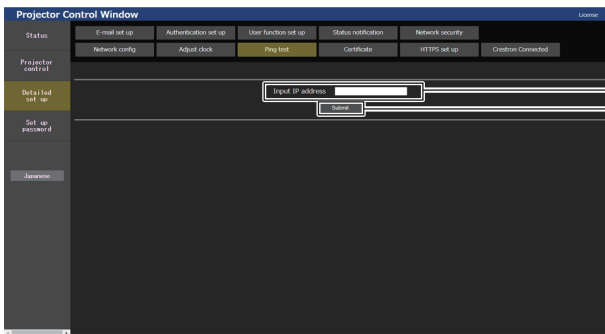 Projector Control Window
License
Status
E-mail set up
Authentication set up
User function set up
Status notification
Network security
Network config
Adjust clock
Ping test
Certificate
HTTPS set up
Crestron Connected
Projector
control
Detailed
set up
Input IP address
Submit
Set up
password
Japanese